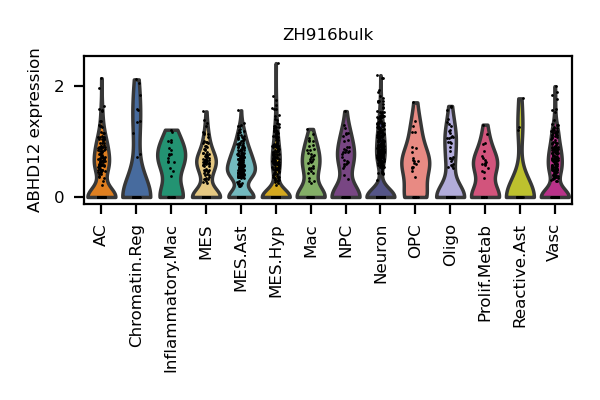 ZH916bulk
ABHD12 expression
2
0
AC
Chromatin.Reg
Inflammatory.Mac
MES
MES.Ast
MES.Hyp
Mac
NPC
Neuron
OPC
Oligo
Prolif.Metab
Reactive.Ast
Vasc